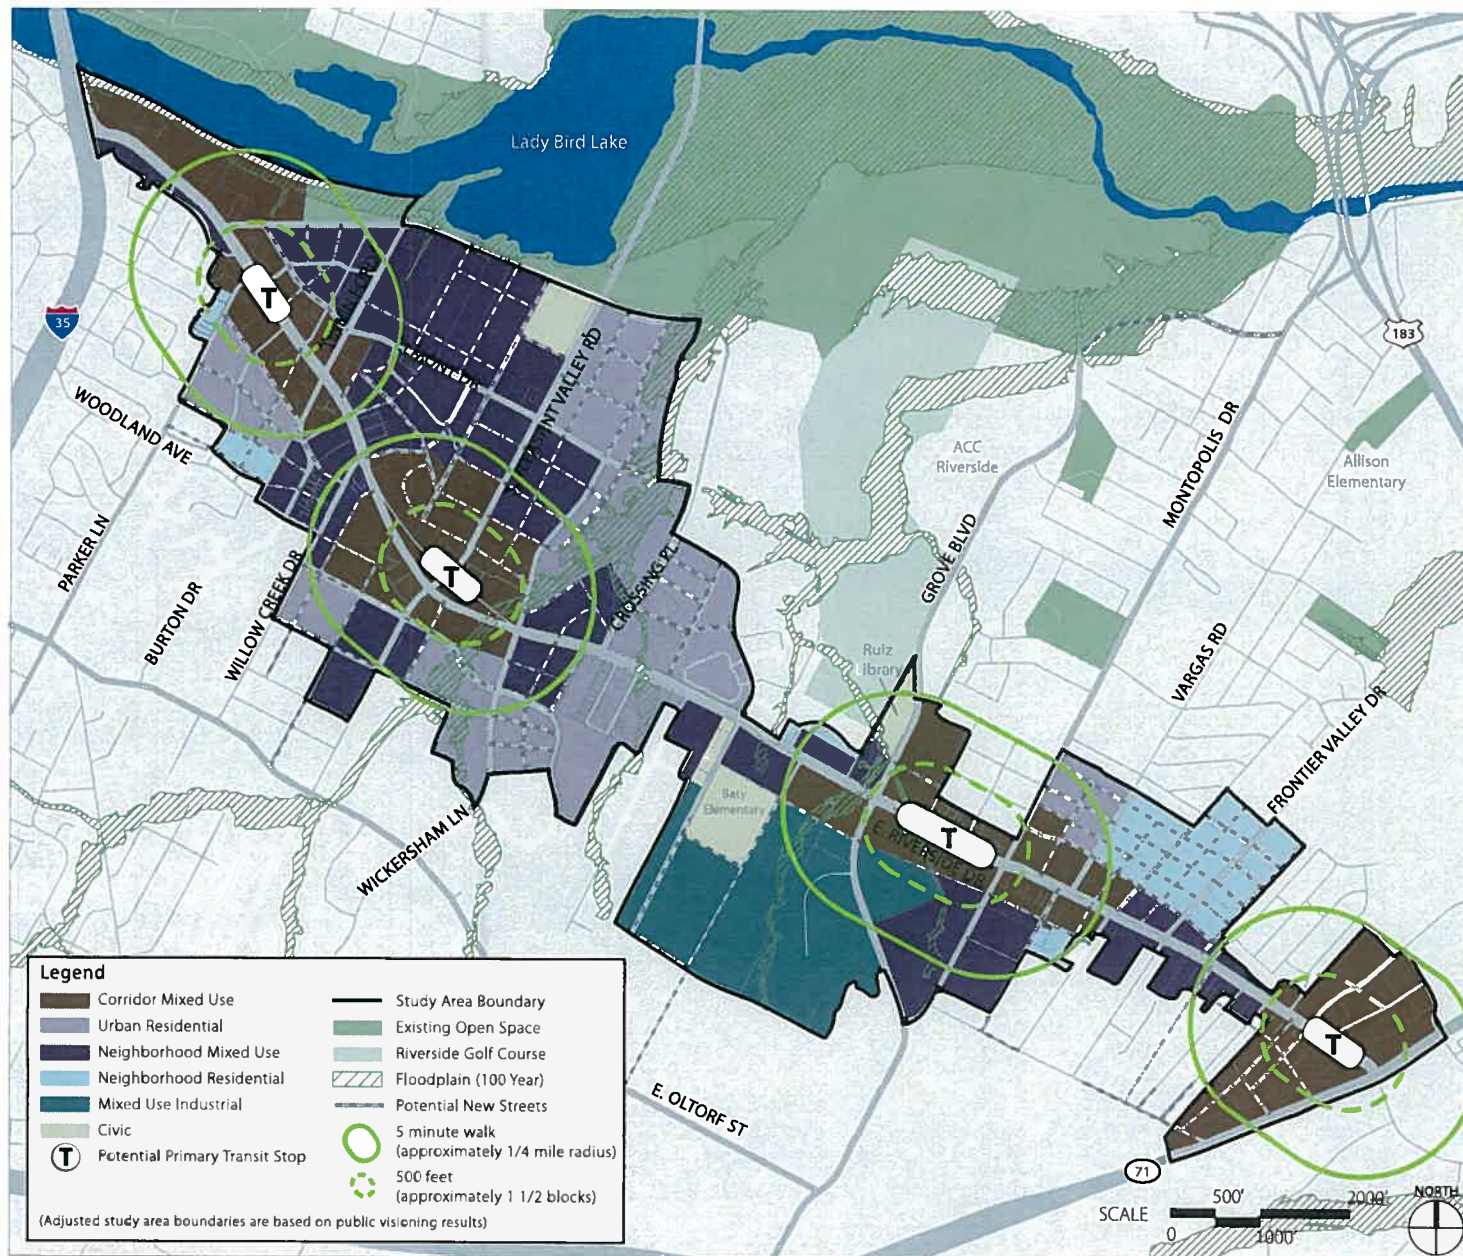 Lady Bird Lake
35
183
WOODLAND AVE
PARKER LN
BURTON DR
WILLOW CREEK DR
WICKERSHAM LN
CROSSING PL
ACC
Riverside
GROVE BLVD
MONTOPOLIS DR
Allison
Elementary
VARGAS RD
FRONTIER VALLEY DR
Ruiz
Library
Baty
Elementary
E. RIVERSIDE DR
T
T
T
T
E. OLTORF ST
71
VALLEY RD
Legend
Corridor Mixed Use
Urban Residential
Neighborhood Mixed Use
Neighborhood Residential
Mixed Use Industrial
Civic
T Potential Primary Transit Stop
Study Area Boundary
Existing Open Space
Riverside Golf Course
Floodplain (100 Year)
Potential New Streets
5 minute walk
(approximately 1/4 mile radius)
500 feet
(approximately 1 1/2 blocks)
(Adjusted study area boundaries are based on public visioning results)
SCALE
0
500'
1000'
2000'
NORTH